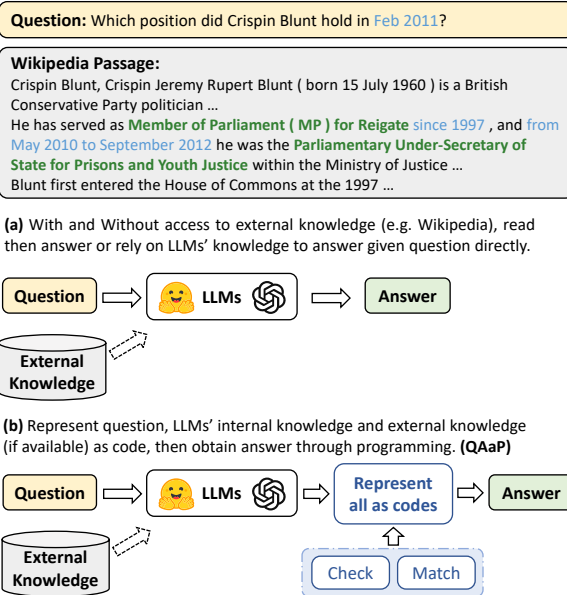 Question: Which position did Crispin Blunt hold in Feb 2011?
Wikipedia Passage:
Crispin Blunt, Crispin Jeremy Rupert Blunt ( born 15 July 1960 ) is a British
Conservative Party politician ...
He has served as Member of Parliament ( MP ) for Reigate since 1997 , and from
May 2010 to September 2012 he was the Parliamentary Under-Secretary of
State for Prisons and Youth Justice within the Ministry of Justice ...
Blunt first entered the House of Commons at the 1997 ...
(a) With and Without access to external knowledge (e.g. Wikipedia), read
then answer or rely on LLMs' knowledge to answer given question directly.
Question
LLMs
Answer
External
Knowledge
(b) Represent question, LLMs' internal knowledge and external knowledge
(if available) as code, then obtain answer through programming. (QAaP)
Question
LLMs
Represent
all as codes
Answer
External
Knowledge
Check
Match